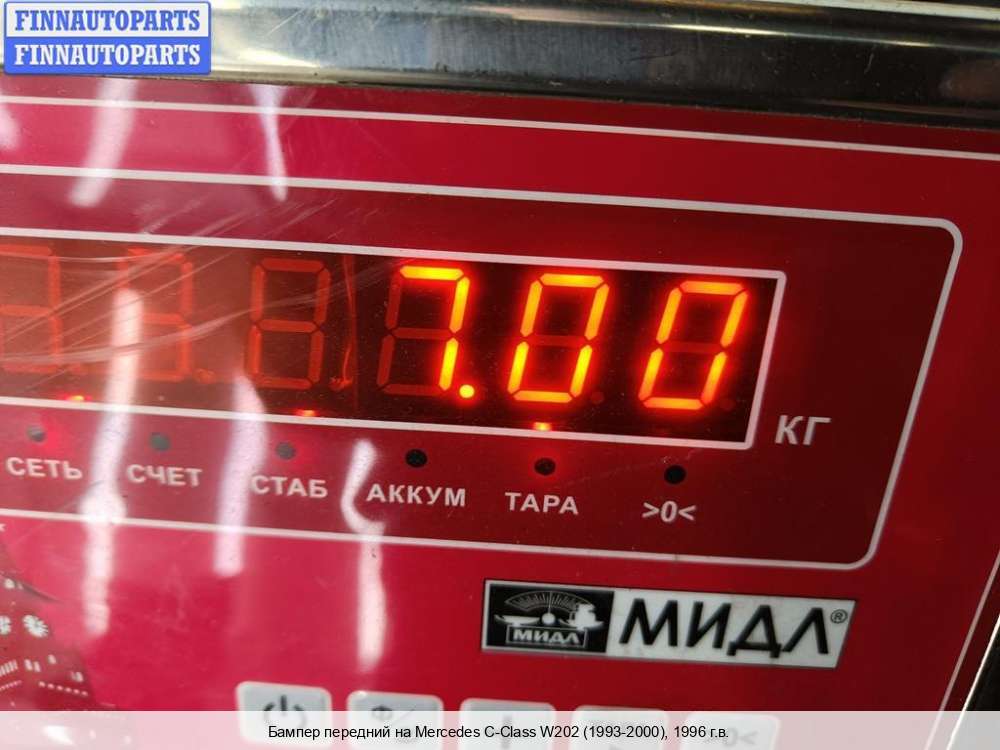 FINNAUTOPARTS
FINNAUTOPARTS
7.00
КГ
СЕТЬ СЧЕТ СТАБ АККУМ ТАРА >0<
МИДЛ
МИДЛ®
Бампер передний на Mercedes C-Class W202 (1993-2000), 1996 г.в.